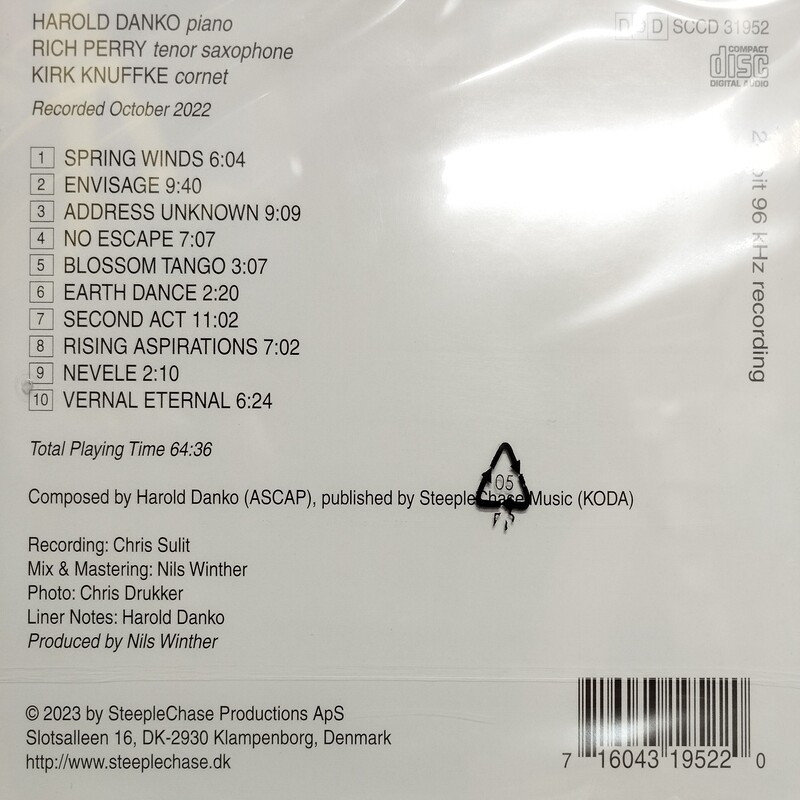 HAROLD DANKO piano
RICH PERRY tenor saxophone
KIRK KNUFFKE cornet
Recorded October 2022
DDD SCCD 31952
COMPACT
disc
DIGITAL AUDIO
bit 96 kHz recording
1 SPRING WINDS 6:04
2 ENVISAGE 9:40
3 ADDRESS UNKNOWN 9:09
4 NO ESCAPE 7:07
5 BLOSSOM TANGO 3:07
6 EARTH DANCE 2:20
7 SECOND ACT 11:02
8 RISING ASPIRATIONS 7:02
9 NEVELE 2:10
10 VERNAL ETERNAL 6:24
Total Playing Time 64:36
05
Composed by Harold Danko (ASCAP), published by SteepleChase Music (KODA)
Recording: Chris Sulit
Mix & Mastering: Nils Winther
Photo: Chris Drukker
Liner Notes: Harold Danko
Produced by Nils Winther
© 2023 by SteepleChase Productions ApS
Slotsalleen 16, DK-2930 Klampenborg, Denmark
http://www.steeplechase.dk
7 16043 19522 0